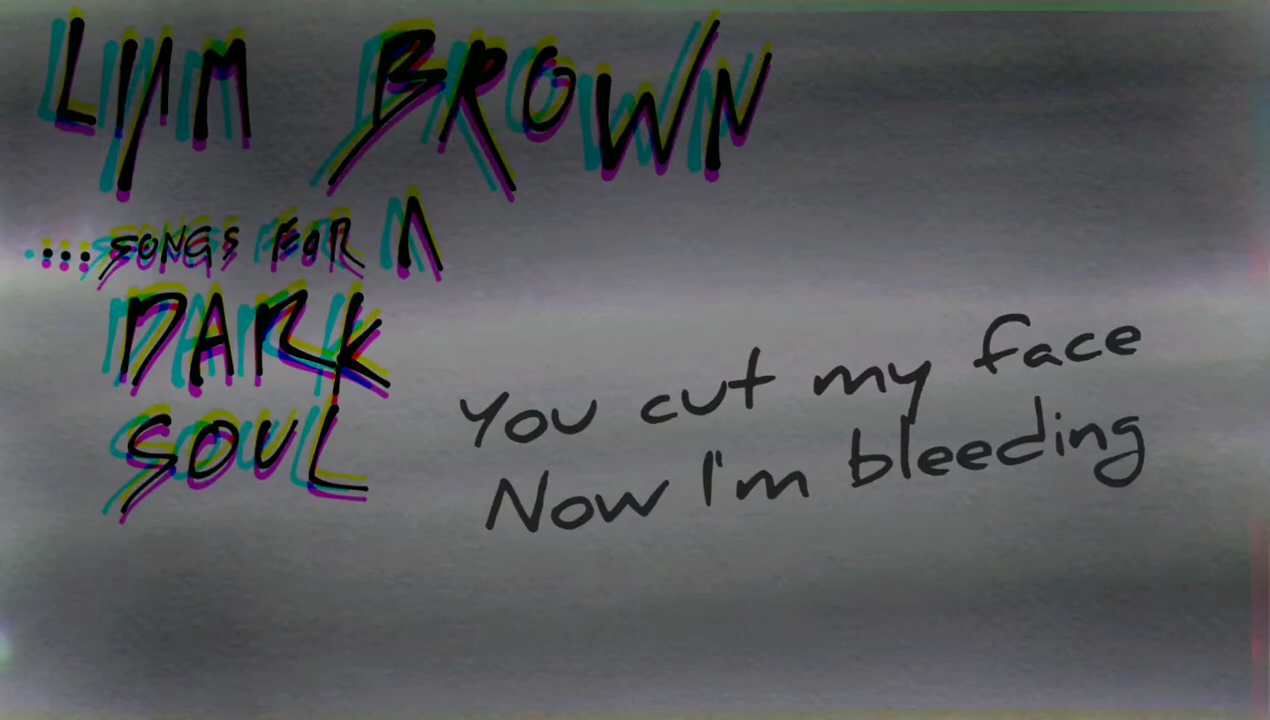 LIAM BROWN
...SONGS FOR A
DARK
SOUL
You cut my face
Now I'm bleeding